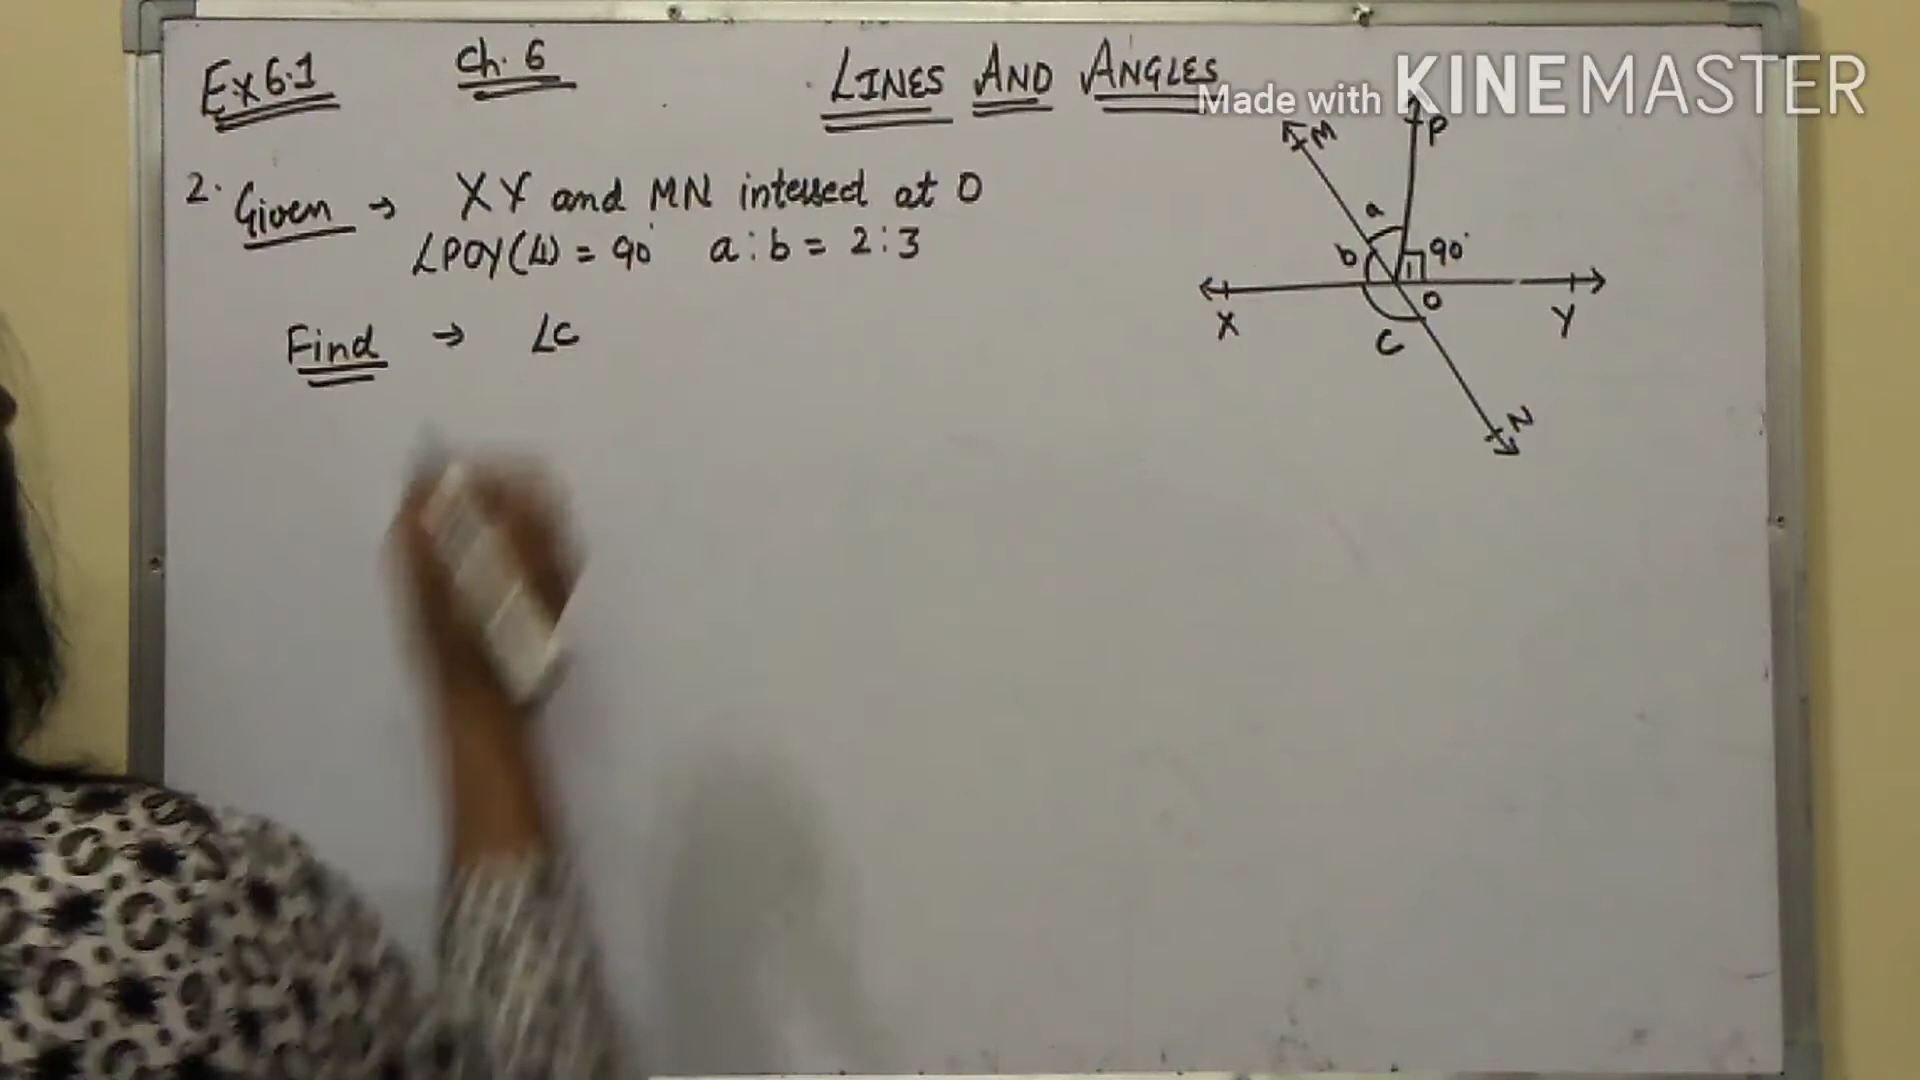 Ex 6.1 Ch. 6 LINES AND ANGLES
Made with KINEMASTER
2. Given → XY and MN intersect at O
∠POY(⊿) = 90° a : b = 2 : 3
Find → ∠C
M
P
a
b
90°
O
X
Y
C
N